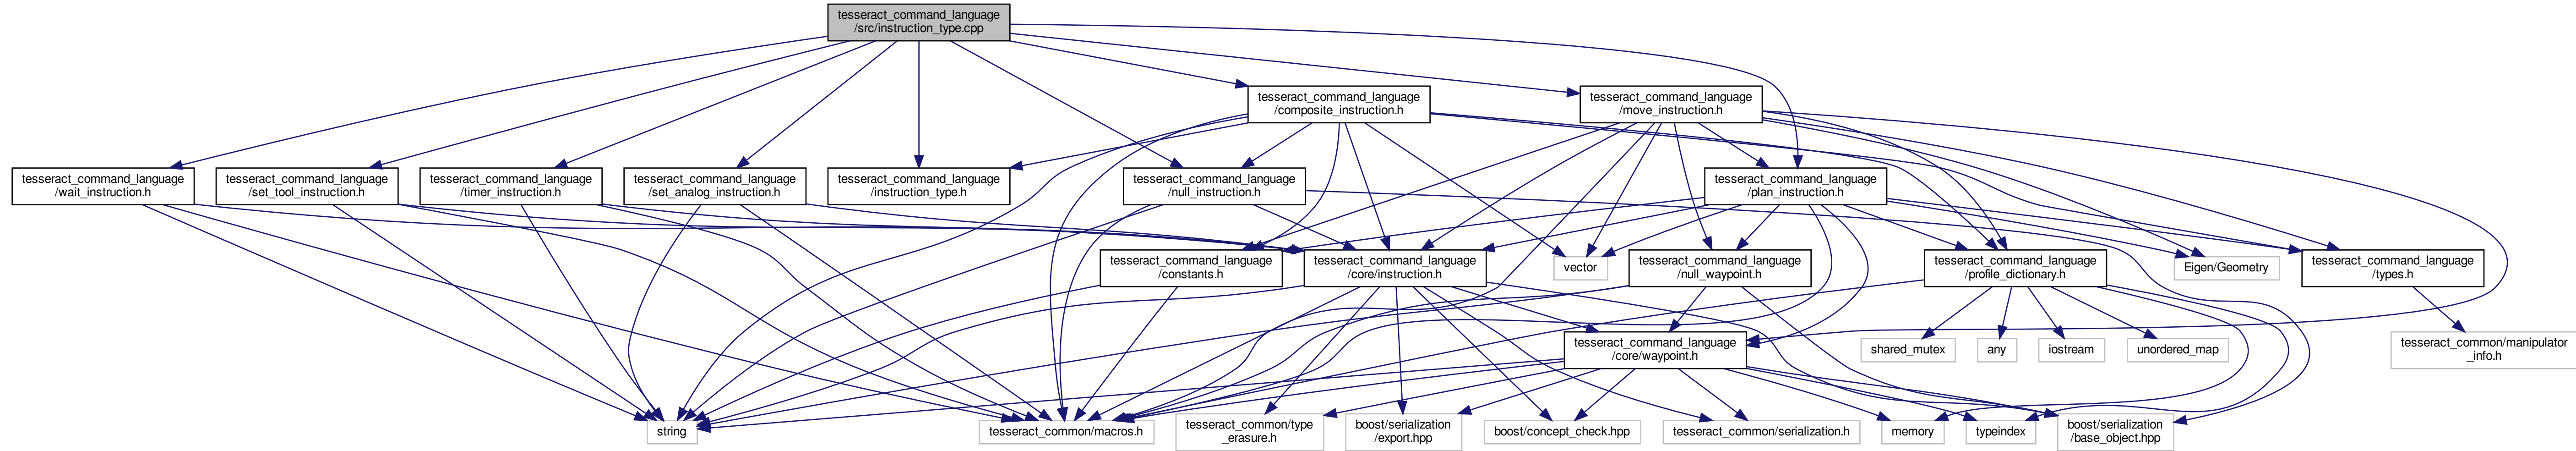 tesseract_command_language
/src/instruction_type.cpp
tesseract_command_language
/composite_instruction.h
tesseract_command_language
/move_instruction.h
tesseract_command_language
/wait_instruction.h
tesseract_command_language
/set_tool_instruction.h
tesseract_command_language
/timer_instruction.h
tesseract_command_language
/set_analog_instruction.h
tesseract_command_language
/instruction_type.h
tesseract_command_language
/null_instruction.h
tesseract_command_language
/plan_instruction.h
tesseract_command_language
/constants.h
tesseract_command_language
/core/instruction.h
vector
tesseract_command_language
/null_waypoint.h
tesseract_command_language
/profile_dictionary.h
Eigen/Geometry
tesseract_command_language
/types.h
tesseract_command_language
/core/waypoint.h
shared_mutex
any
iostream
unordered_map
tesseract_common/manipulator
_info.h
string
tesseract_common/macros.h
tesseract_common/type
_erasure.h
boost/serialization
/export.hpp
boost/concept_check.hpp
tesseract_common/serialization.h
memory
typeindex
boost/serialization
/base_object.hpp